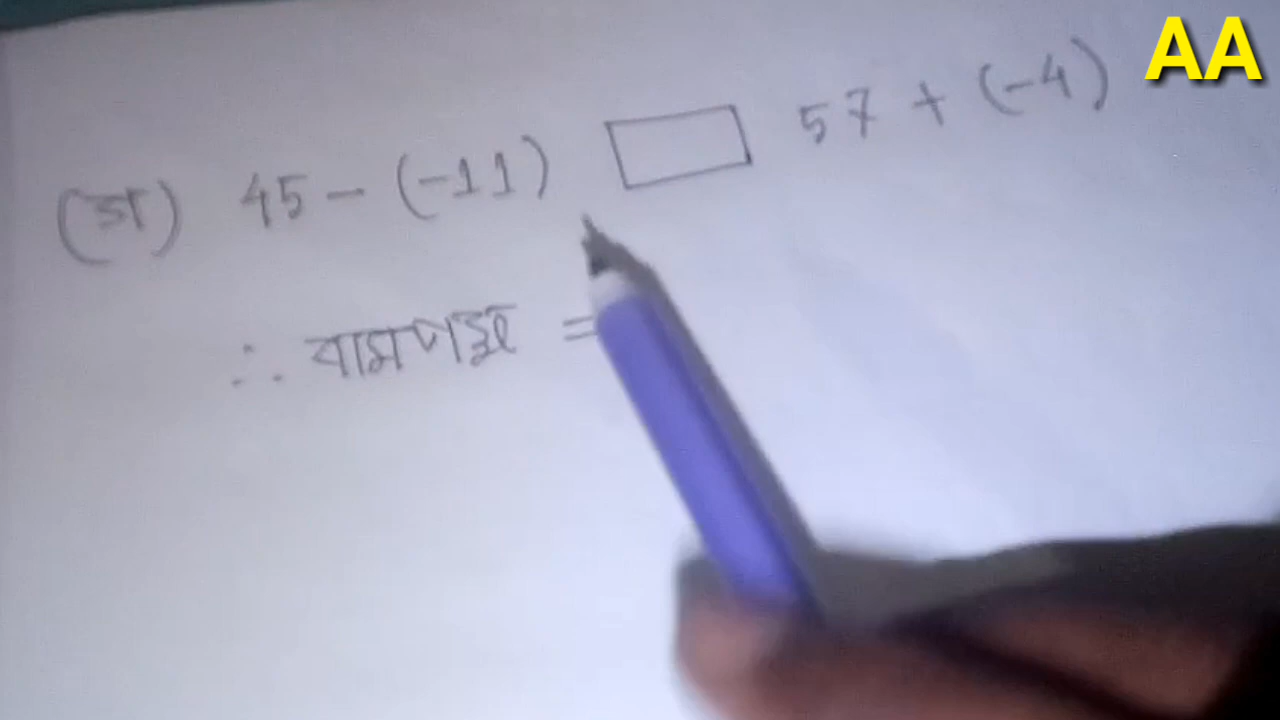 AA
(ज) 45 - (-11) □ 57 + (-4)
∴ বামপক্ষ =